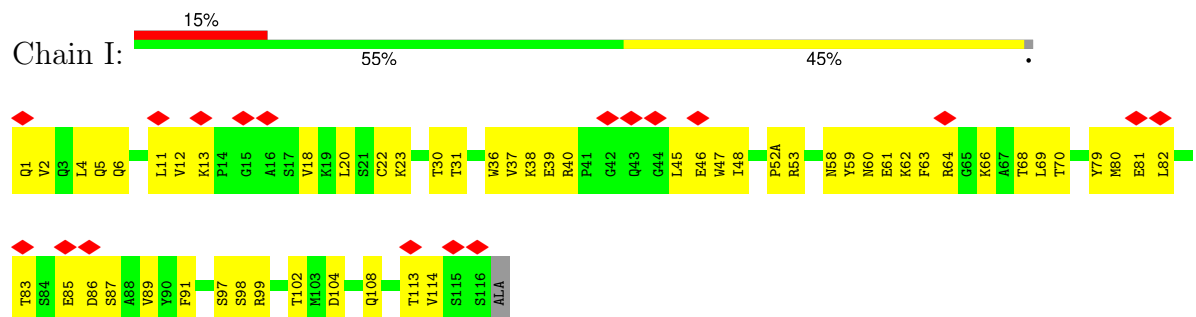 15%
Chain I:
55% 45% •
Q1 V2 Q3 L4 Q5 Q6 L11 V12 K13 P14 G15 A16 S17 V18 K19 L20 S21 C22 K23 T30 T31 W36 V37 K38 E39 R40 P41 G42 Q43 G44 L45 E46 W47 I48 P52A R53 N58 Y59 N60 E61 K62 F63 R64 G65 K66 A67 T68 L69 T70 Y79 M80 E81 L82
T83 S84 E85 D86 S87 A88 V89 Y90 F91 S97 S98 R99 T102 M103 D104 Q108 T113 V114 S115 S116 ALA